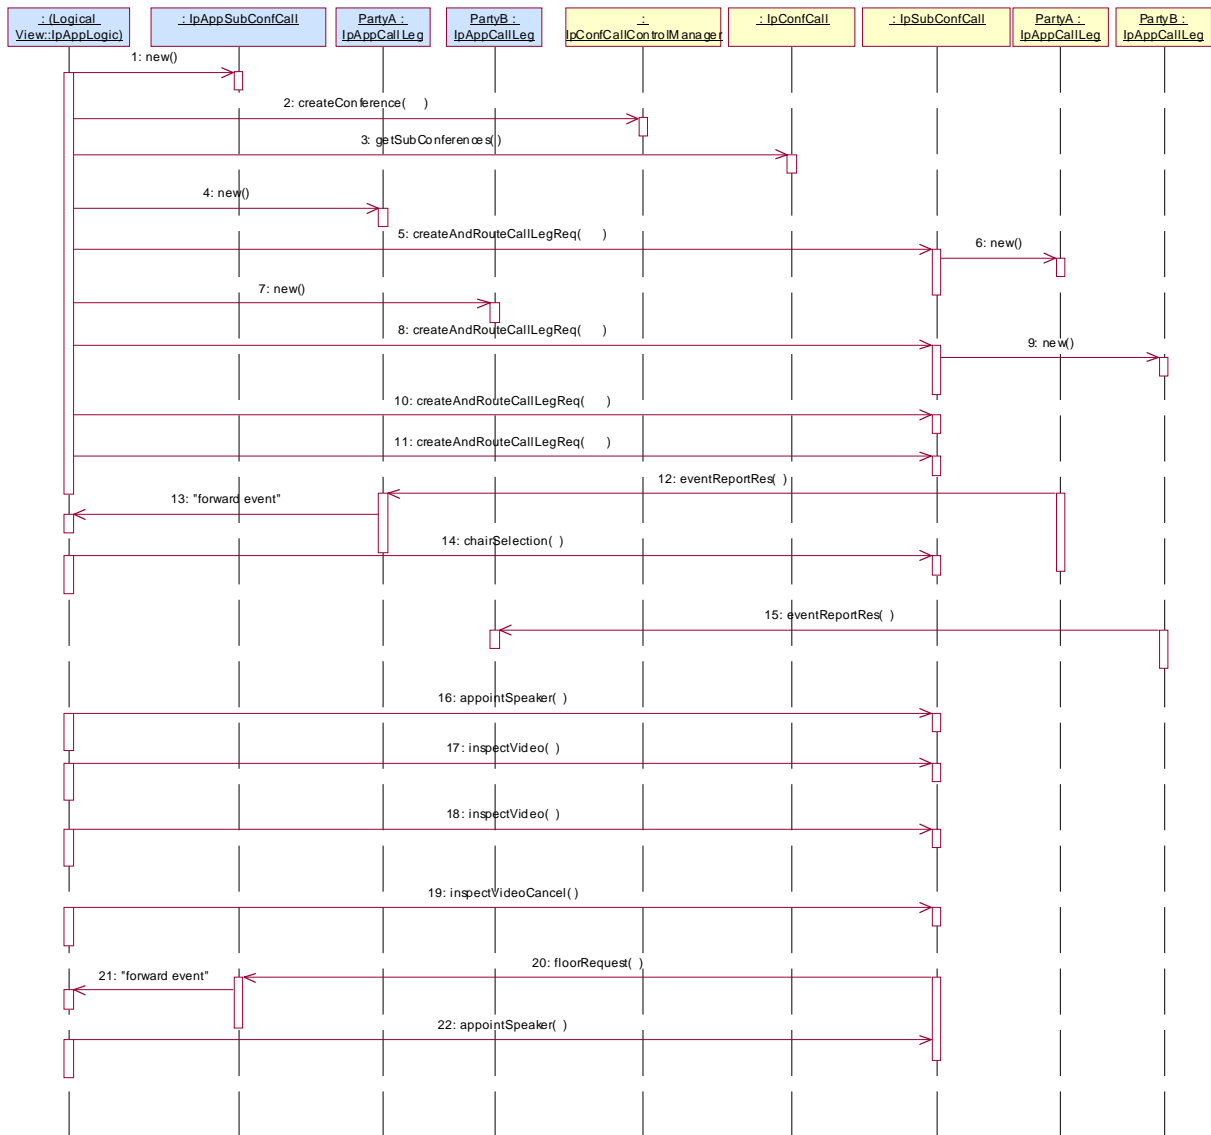 : (Logical
View::IpAppLogic)
: IpAppSubConfCall
PartyA :
IpAppCallLeg
PartyB :
IpAppCallLeg
:
IpConfCallControlManager
: IpConfCall
: IpSubConfCall
PartyA :
IpAppCallLeg
PartyB :
IpAppCallLeg
1: new()
2: createConference( )
3: getSubConferences()
4: new()
5: createAndRouteCallLegReq( )
6: new()
7: new()
8: createAndRouteCallLegReq( )
9: new()
10: createAndRouteCallLegReq( )
11: createAndRouteCallLegReq( )
12: eventReportRes( )
13: "forward event"
14: chairSelection( )
15: eventReportRes( )
16: appointSpeaker( )
17: inspectVideo( )
18: inspectVideo( )
19: inspectVideoCancel()
20: floorRequest( )
21: "forward event"
22: appointSpeaker( )